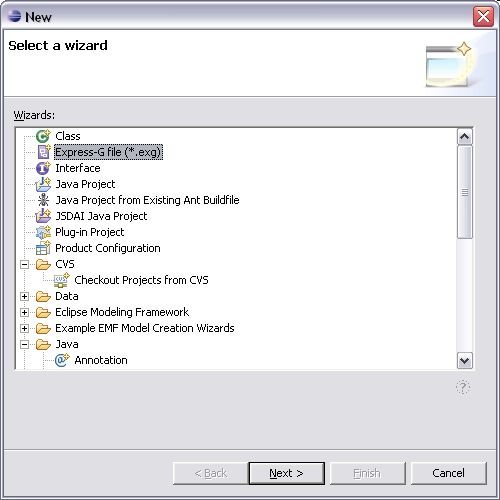 New
Select a wizard
Wizards:
Class
Express-G file (*.exg)
Interface
Java Project
Java Project from Existing Ant Buildfile
JSDAI Java Project
Plug-in Project
Product Configuration
CVS
Checkout Projects from CVS
Data
Eclipse Modeling Framework
Example EMF Model Creation Wizards
Java
Annotation
< Back Next > Finish Cancel